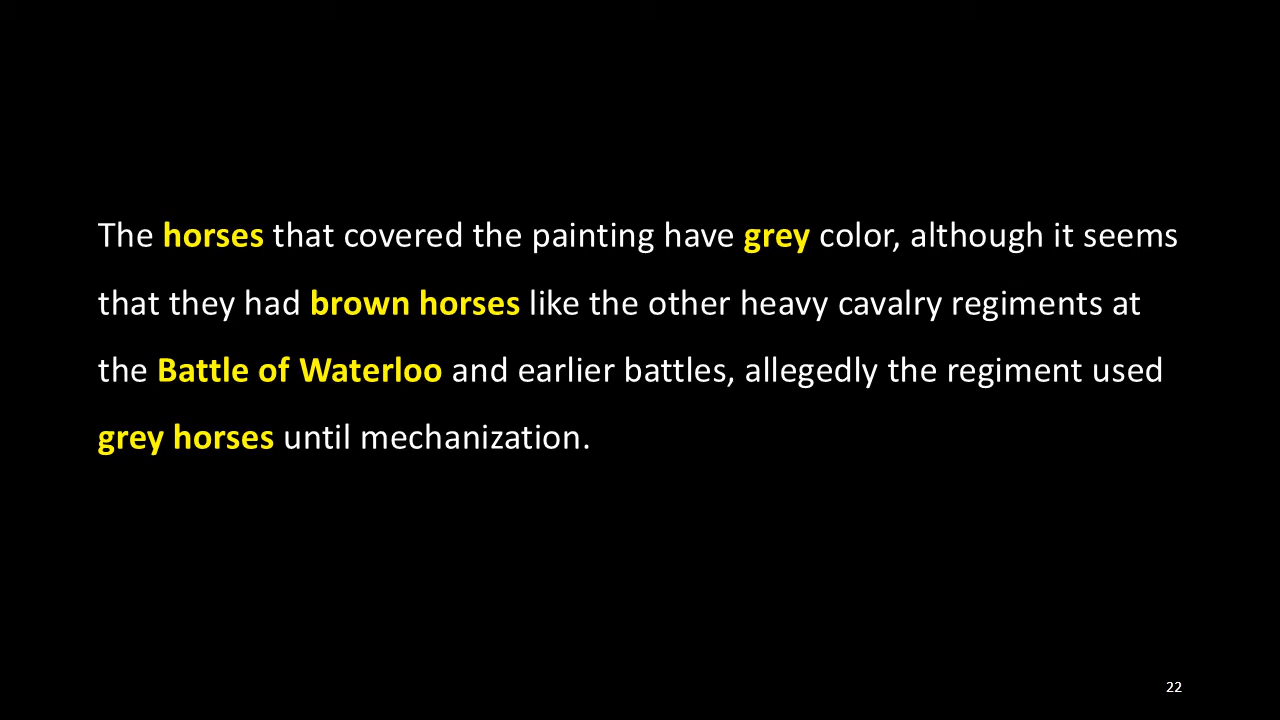 The horses that covered the painting have grey color, although it seems
that they had brown horses like the other heavy cavalry regiments at
the Battle of Waterloo and earlier battles, allegedly the regiment used
grey horses until mechanization.
22